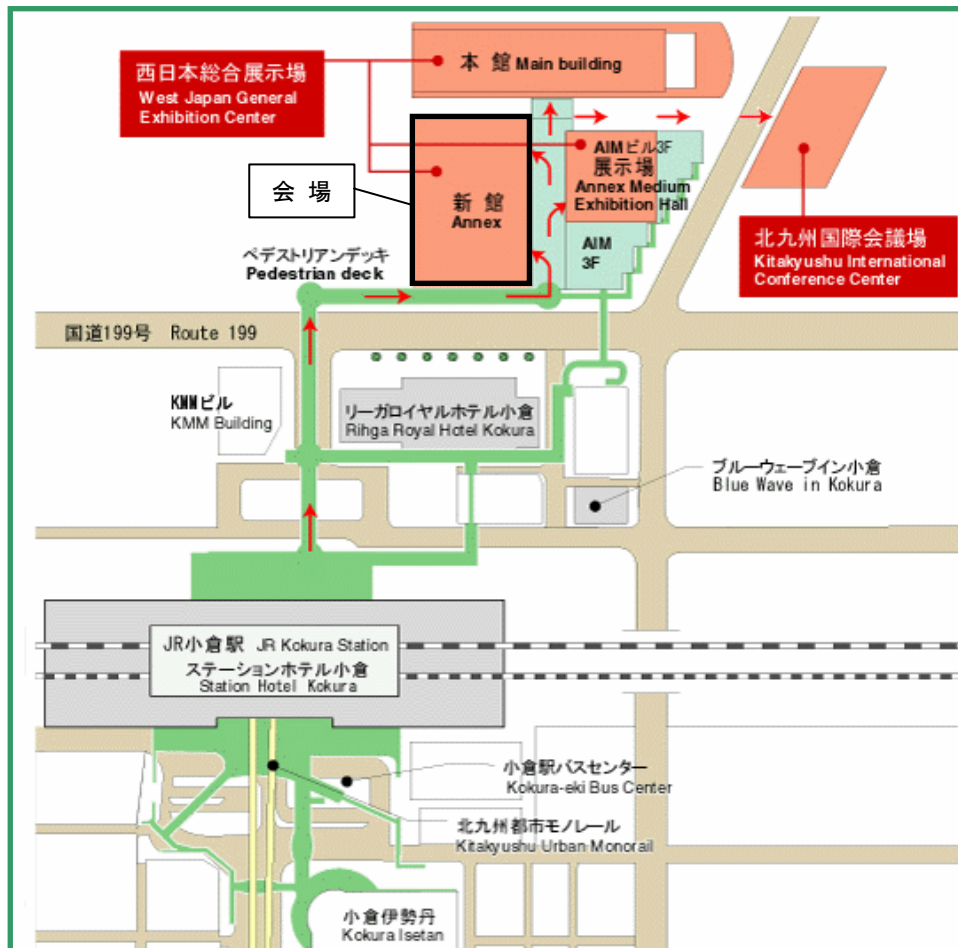 本 館 Main building
西日本総合展示場
West Japan General
Exhibition Center
AIMビル3F
展示場
Annex Medium
Exhibition Hall
会 場
新 館
Annex
AIM
3F
北九州国際会議場
Kitakyushu International
Conference Center
ペデストリアンデッキ
Pedestrian deck
国道199号 Route 199
KMMビル
KMM Building
リーガロイヤルホテル小倉
Rihga Royal Hotel Kokura
ブルーウェーブイン小倉
Blue Wave in Kokura
JR小倉駅 JR Kokura Station
ステーションホテル小倉
Station Hotel Kokura
小倉駅バスセンター
Kokura-eki Bus Center
北九州都市モノレール
Kitakyushu Urban Monorail
小倉伊勢丹
Kokura Isetan